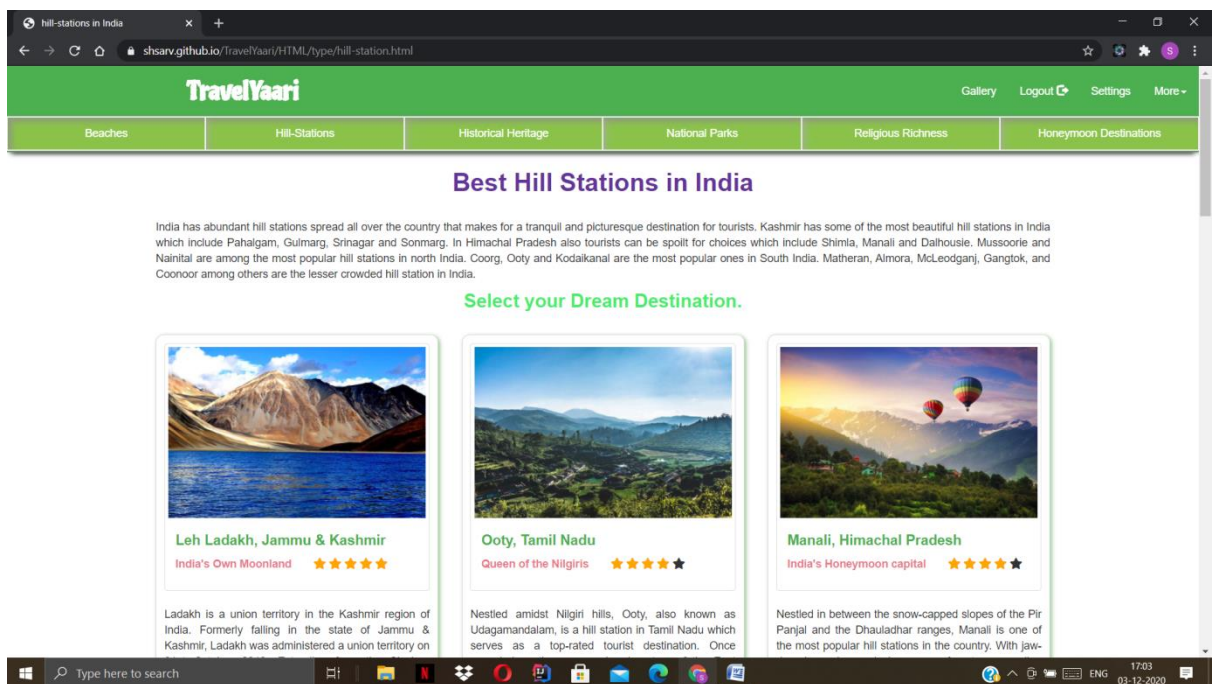 hill-stations in India
shsarv.github.io/TravelYaari/HTML/type/hill-station.html
S
TravelYaari
Gallery Logout Settings More
Beaches Hill-Stations Historical Heritage National Parks Religious Richness Honeymoon Destinations
Best Hill Stations in India
India has abundant hill stations spread all over the country that makes for a tranquil and picturesque destination for tourists. Kashmir has some of the most beautiful hill stations in India
which include Pahalgam, Gulmarg, Srinagar and Sonmarg. In Himachal Pradesh also tourists can be spoilt for choices which include Shimla, Manali and Dalhousie. Mussoorie and
Nainital are among the most popular hill stations in north India. Coorg, Ooty and Kodaikanal are the most popular ones in South India. Matheran, Almora, McLeodganj, Gangtok, and
Coonoor among others are the lesser crowded hill station in India.
Select your Dream Destination.
Leh Ladakh, Jammu & Kashmir
India's Own Moonland
Ladakh is a union territory in the Kashmir region of
India. Formerly falling in the state of Jammu &
Kashmir, Ladakh was administered a union territory on
Ooty, Tamil Nadu
Queen of the Nilgiris
Nestled amidst Nilgiri hills, Ooty, also known as
Udagamandalam, is a hill station in Tamil Nadu which
serves as a top-rated tourist destination. Once
Manali, Himachal Pradesh
India's Honeymoon capital
Nestled in between the snow-capped slopes of the Pir
Panjal and the Dhauladhar ranges, Manali is one of
the most popular hill stations in the country. With jaw-
Type here to search
ENG
17:03
03-12-2020